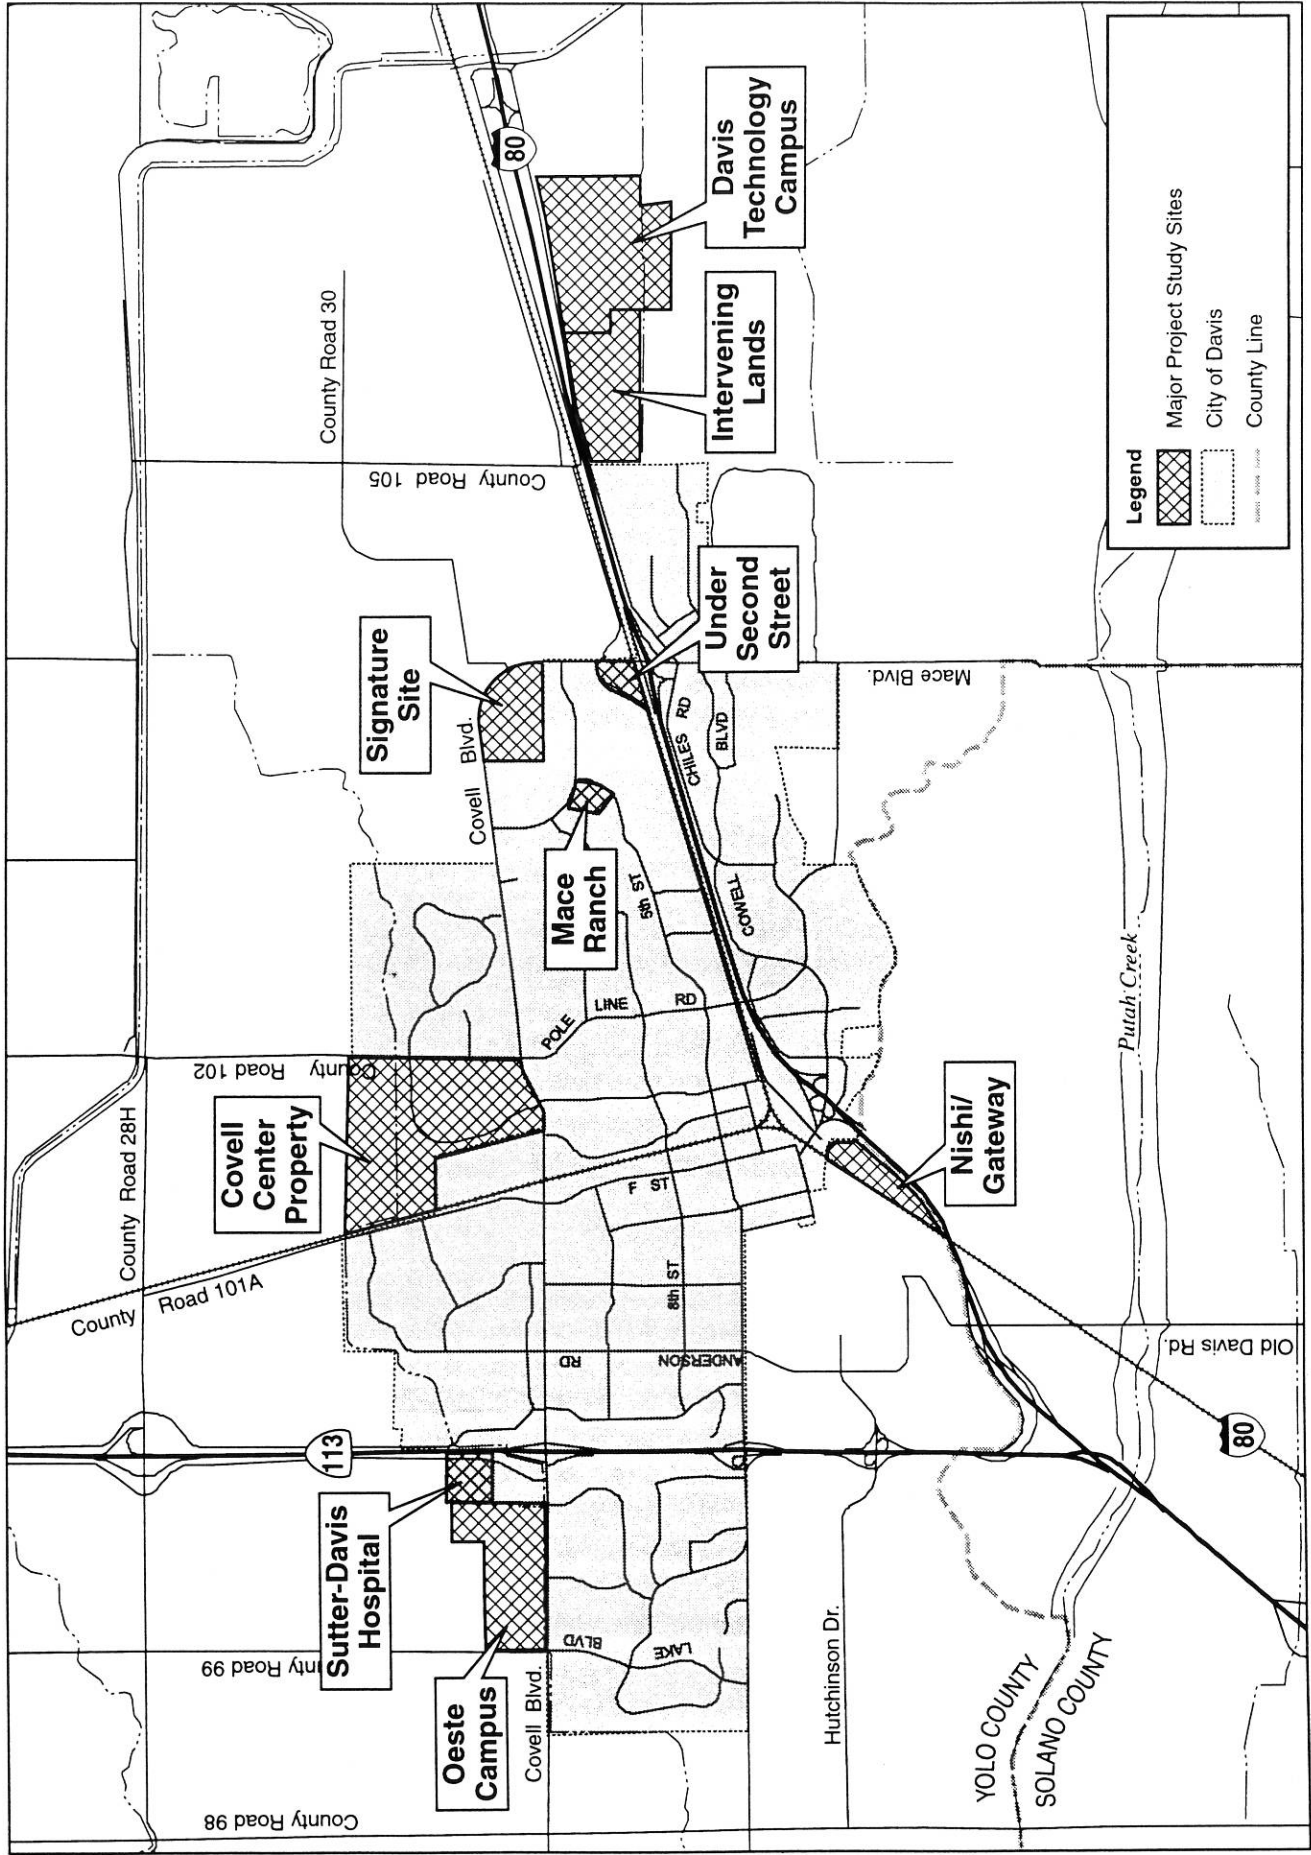 County Road 98
County Road 99
Oeste
Campus
Covell Blvd.
Sutter-Davis
Hospital
113
County Road 101A
County Road 28H
Covell
Center
Property
County Road 102
Signature
Site
Covell Blvd.
County Road 30
County Road 105
80
Davis
Technology
Campus
Intervening
Lands
Under
Second
Street
Mace
Ranch
POLE LINE RD
5th ST
CHILES RD
COWELL BLVD
Mace Blvd.
F ST
8th ST
ANDERSON RD
LAKE BLVD
Hutchinson Dr.
Nishi/
Gateway
Putah Creek
Old Davis Rd.
80
YOLO COUNTY
SOLANO COUNTY
Legend
Major Project Study Sites
City of Davis
County Line